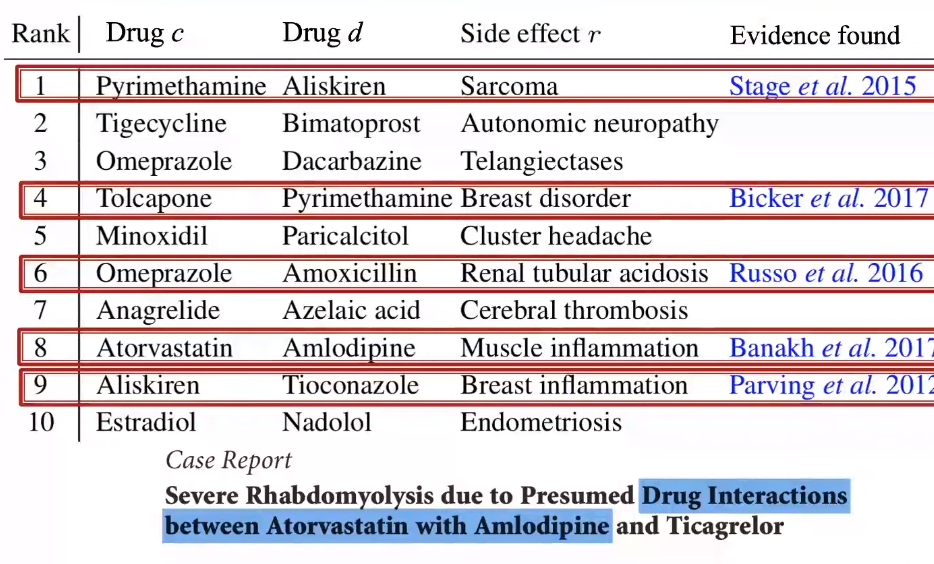 Rank Drug c Drug d Side effect r Evidence found
1 Pyrimethamine Aliskiren Sarcoma Stage et al. 2015
2 Tigecycline Bimatoprost Autonomic neuropathy
3 Omeprazole Dacarbazine Telangiectases
4 Tolcapone Pyrimethamine Breast disorder Bicker et al. 2017
5 Minoxidil Paricalcitol Cluster headache
6 Omeprazole Amoxicillin Renal tubular acidosis Russo et al. 2016
7 Anagrelide Azelaic acid Cerebral thrombosis
8 Atorvastatin Amlodipine Muscle inflammation Banakh et al. 2017
9 Aliskiren Tioconazole Breast inflammation Parving et al. 2012
10 Estradiol Nadolol Endometriosis
Case Report
Severe Rhabdomyolysis due to Presumed Drug Interactions
between Atorvastatin with Amlodipine and Ticagrelor